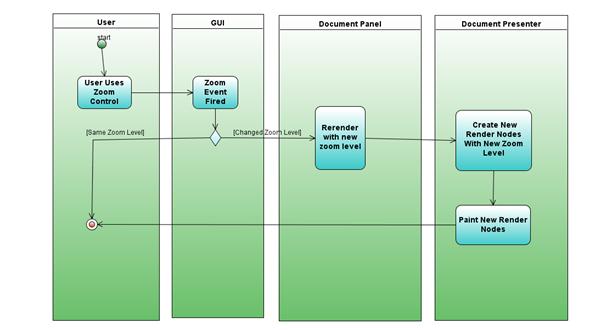 User
GUI
Document Panel
Document Presenter
start
User Uses
Zoom
Control
Zoom
Event
Fired
[Same Zoom Level]
[Changed Zoom Level]
Rerender
with new
zoom level
Create New
Render Nodes
With New Zoom
Level
Paint New Render
Nodes